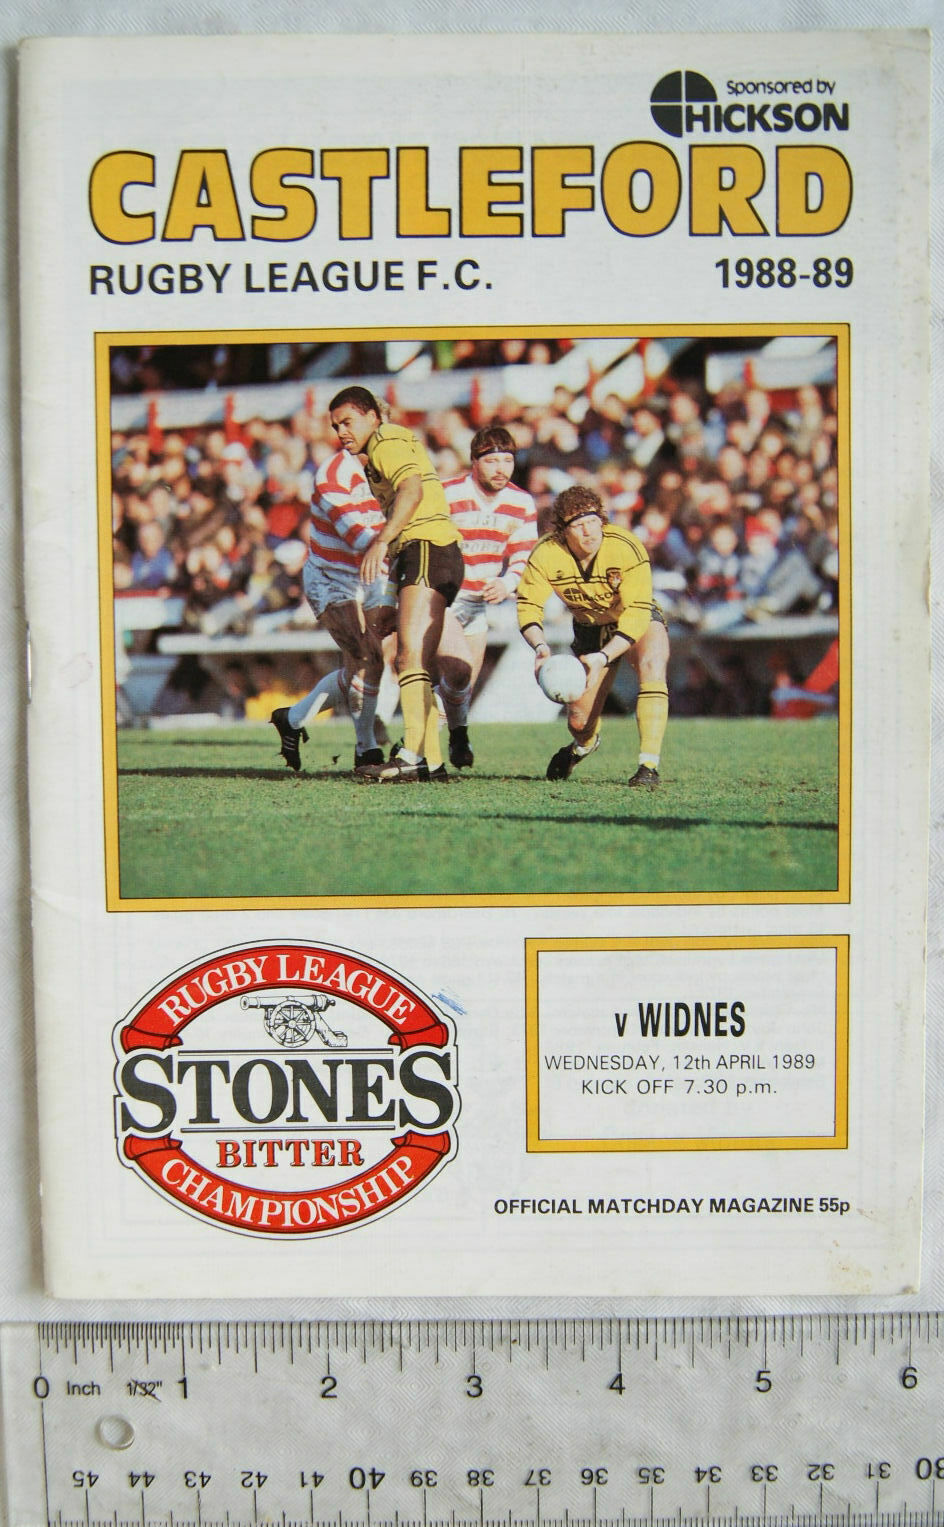 Sponsored by
HICKSON
CASTLEFORD
RUGBY LEAGUE F.C. 1988-89
HICKSON
RUGBY LEAGUE
STONES
BITTER
CHAMPIONSHIP
v WIDNES
WEDNESDAY, 12th APRIL 1989
KICK OFF 7.30 p.m.
OFFICIAL MATCHDAY MAGAZINE 55p
0 Inch 1/32" 1 2 3 4 5 6
45 44 43 42 41 40 39 38 37 36 35 34 33 32 31 30